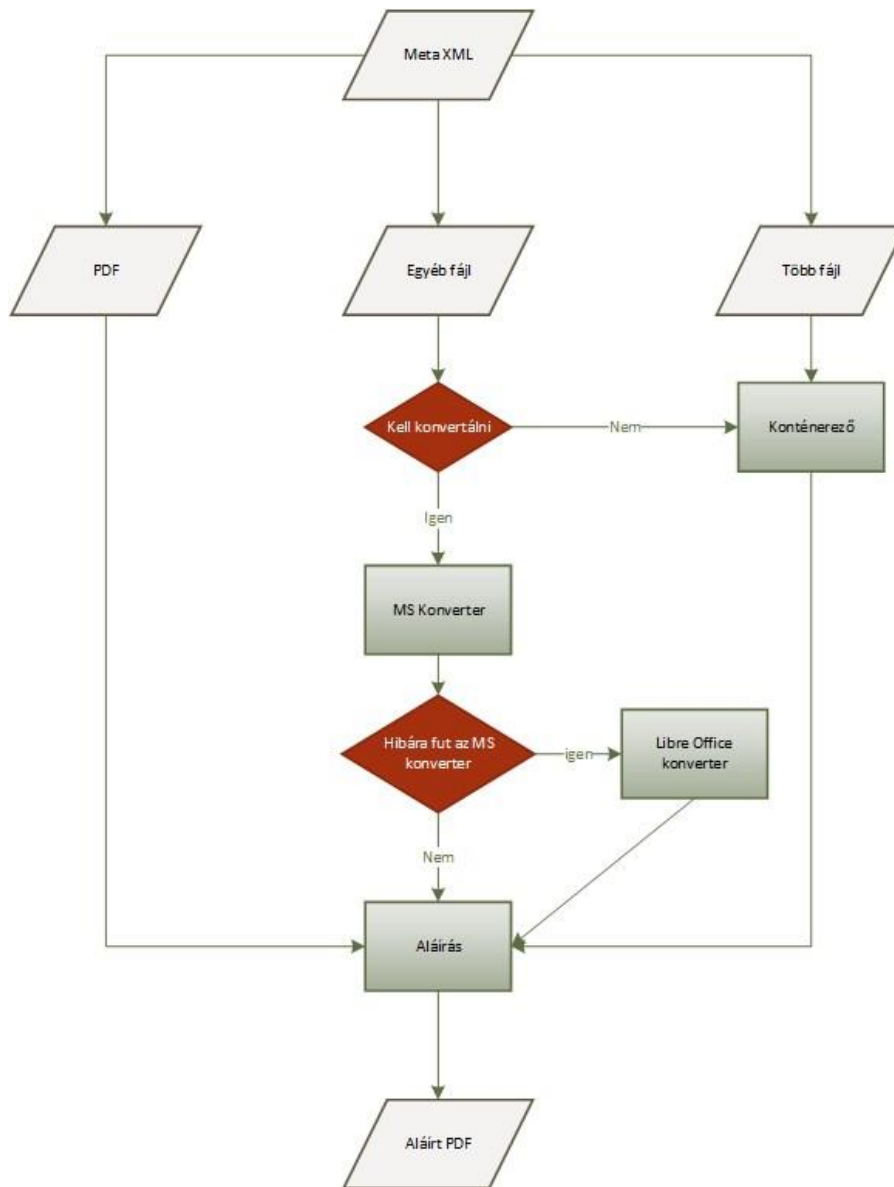 Meta XML
PDF
Egyéb fájl
Több fájl
Kell konvertálni
Nem
Konténerező
Igen
MS Konverter
Hibára fut az MS
konverter
igen
Libre Office
konverter
Nem
Aláírás
Aláírt PDF